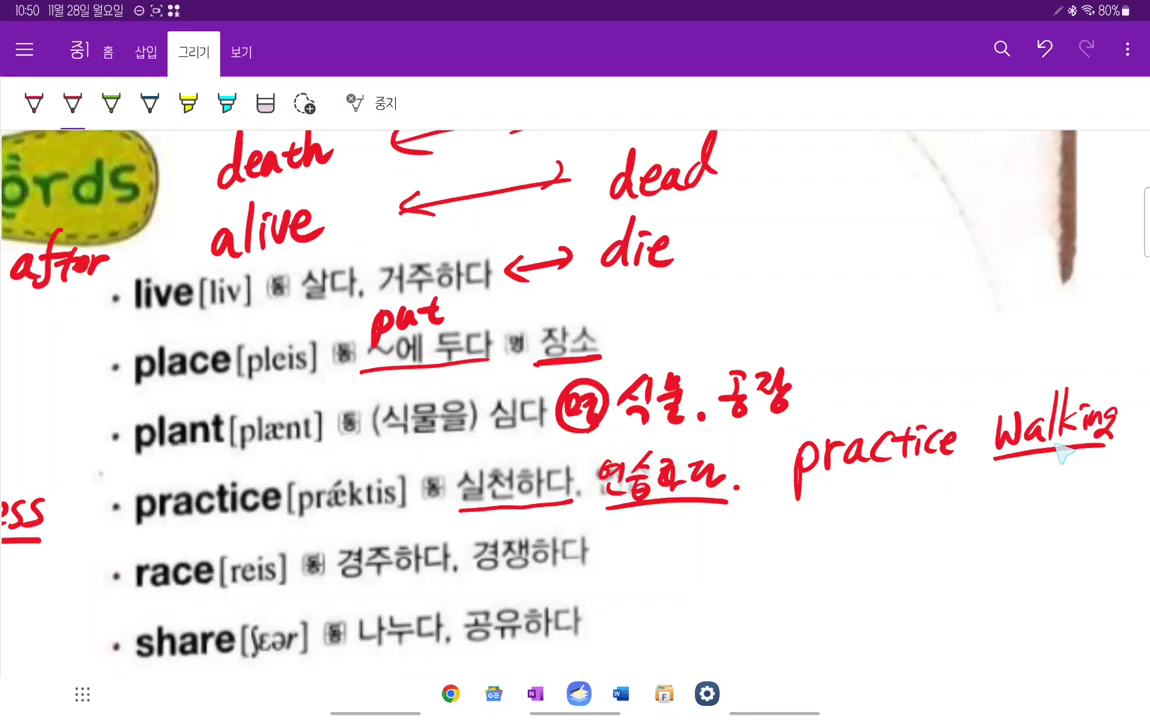 10:50 11월 28일 월요일 80%
중1 홈 삽입 그리기 보기
중지
ords
death dead
alive die
after
· live[liv] 동 살다, 거주하다
put
· place[pleis] 동 ~에 두다 명 장소
· plant[plænt] 동 (식물을) 심다 명 식물. 공장
practice walking
· practice[prǽktis] 동 실천하다, 연습하다.
ess
· race[reis] 동 경주하다, 경쟁하다
· share[ʃɛər] 동 나누다, 공유하다